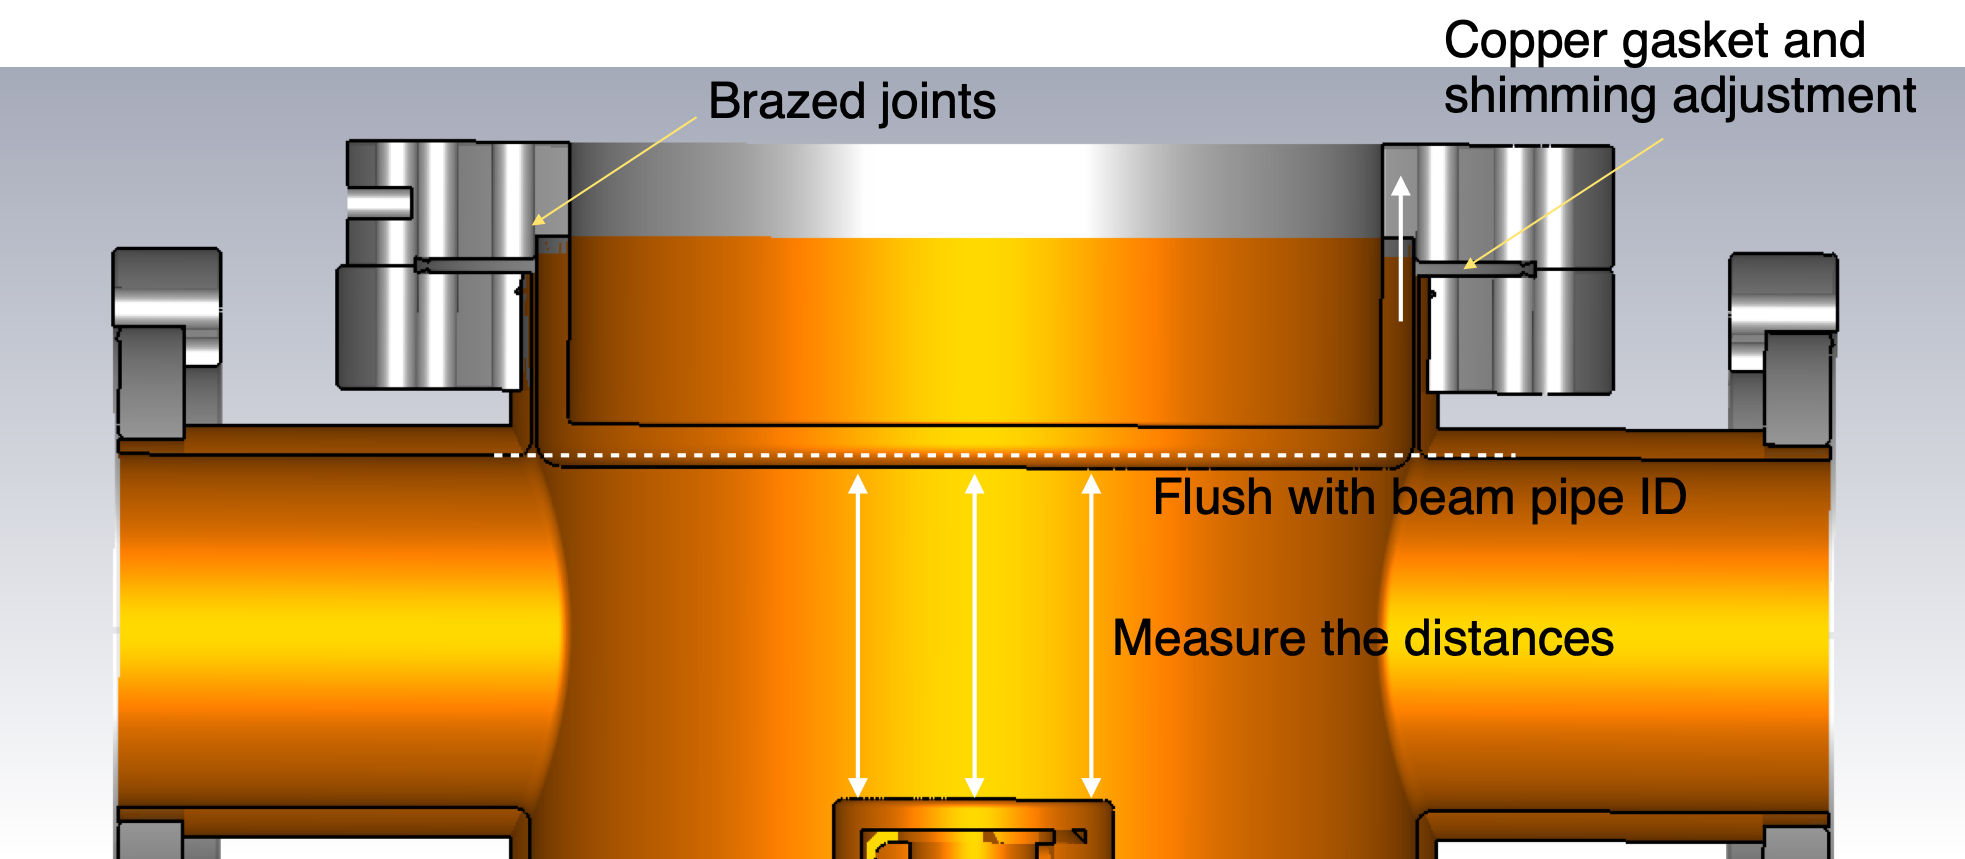 Copper gasket and
shimming adjustment
Brazed joints
Flush with beam pipe ID
Measure the distances